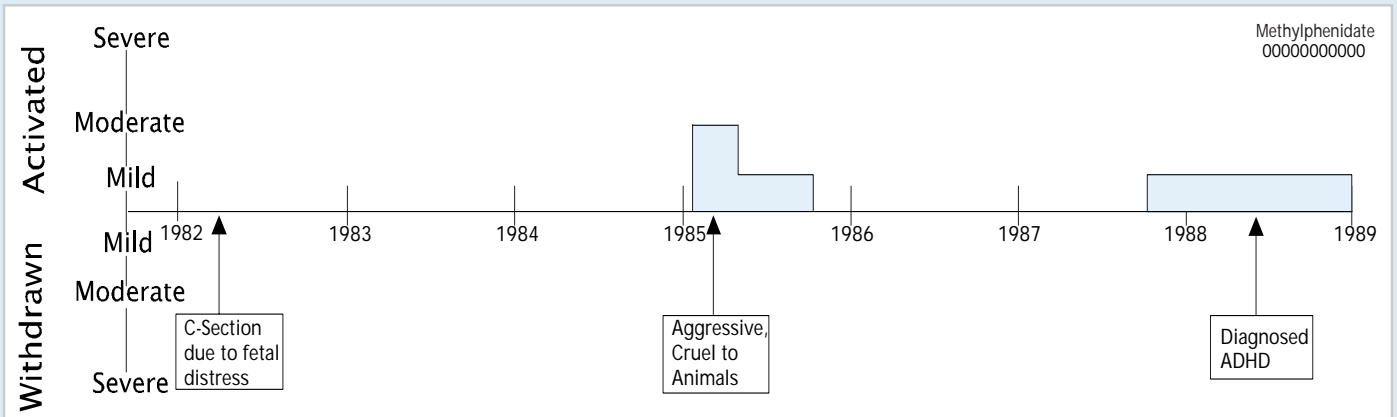 Severe
Methylphenidate
00000000000
Activated
Moderate
Mild
1982
1983
1984
1985
1986
1987
1988
1989
Mild
Withdrawn
Moderate
Severe
C-Section
due to fetal
distress
Aggressive,
Cruel to
Animals
Diagnosed
ADHD